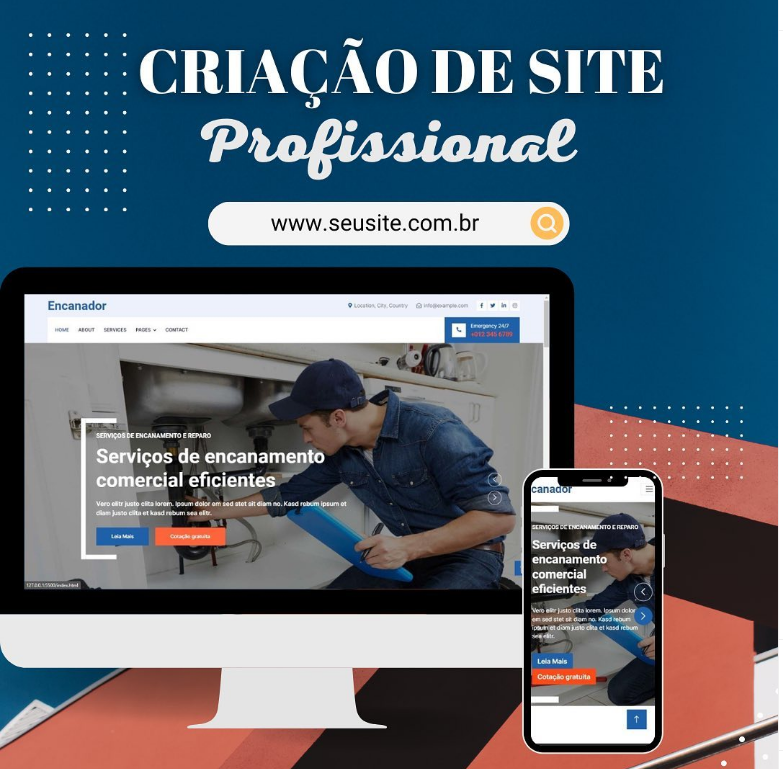 CRIAÇÃO DE SITE
Profissional
www.seusite.com.br
Encanador
Location, City, Country info@example.com
HOME ABOUT SERVICES PAGES CONTACT
Emergency 24/7
+012 345 6789
SERVIÇOS DE ENCANAMENTO E REPARO
Serviços de encanamento
comercial eficientes
Vero elitr justo clita lorem. Ipsum dolor em sed stet sit diam no. Kasd rebum ipsum et
diam justo clita et kasd rebum sea elitr.
Leia Mais Cotação gratuita
127.0.0.1:5500/index.html
canador
SERVIÇOS DE ENCANAMENTO E REPARO
Serviços de
encanamento
comercial
eficientes
Vero elitr justo clita lorem. Ipsum dolor
em sed stet sit diam no. Kasd rebum
ipsum et diam justo clita et kasd rebum
sea elitr.
Leia Mais
Cotação gratuita